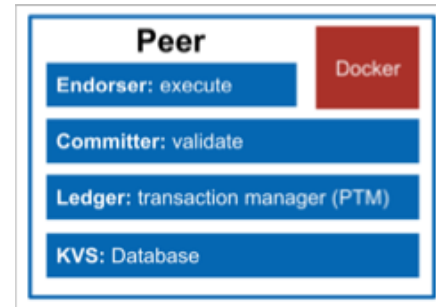 Peer
Docker
Endorser: execute
Committer: validate
Ledger: transaction manager (PTM)
KVS: Database